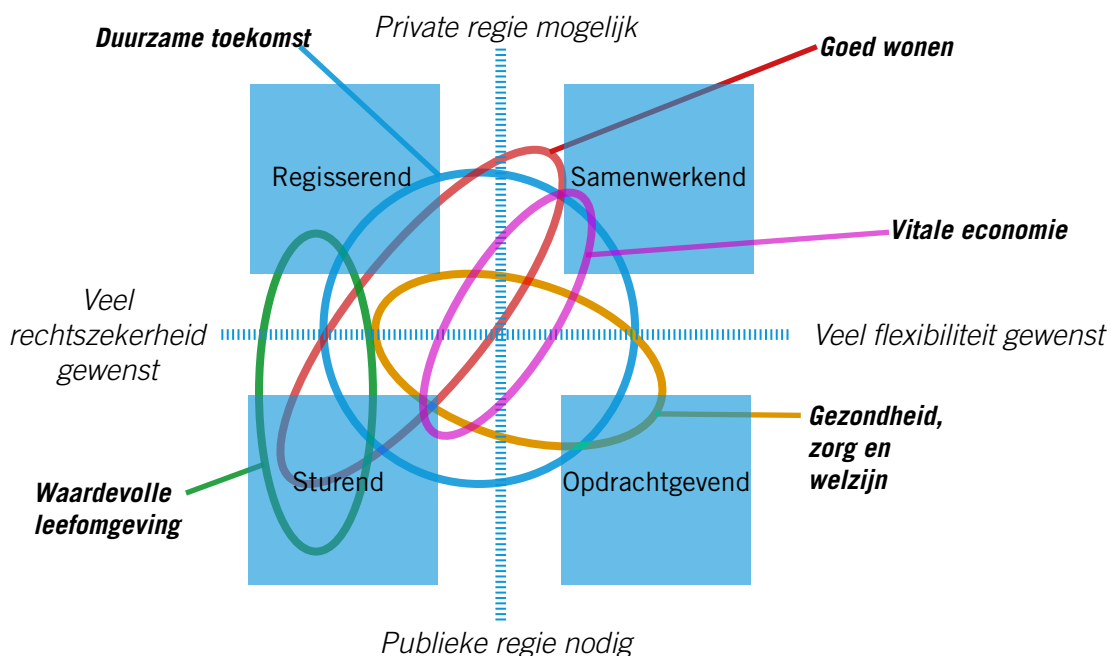 Private regie mogelijk
Duurzame toekomst
Goed wonen
Regisserend
Samenwerkend
Vitale economie
Veel
rechtszekerheid
gewenst
Veel flexibiliteit gewenst
Gezondheid,
zorg en
welzijn
Waardevolle
leefomgeving
Sturend
Opdrachtgevend
Publieke regie nodig